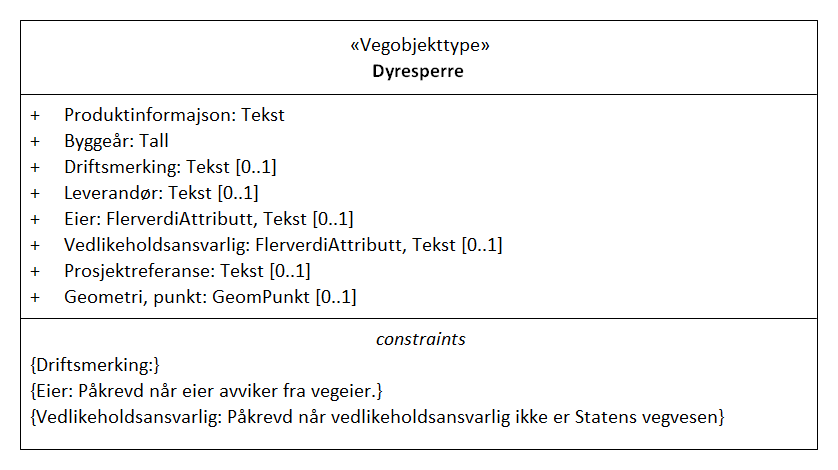 «Vegobjekttype»
Dyresperre
+ Produktinformajson: Tekst
+ Byggeår: Tall
+ Driftsmerking: Tekst [0..1]
+ Leverandør: Tekst [0..1]
+ Eier: FlerverdiAttributt, Tekst [0..1]
+ Vedlikeholdsansvarlig: FlerverdiAttributt, Tekst [0..1]
+ Prosjektreferanse: Tekst [0..1]
+ Geometri, punkt: GeomPunkt [0..1]
constraints
{Driftsmerking:}
{Eier: Påkrevd når eier avviker fra vegeier.}
{Vedlikeholdsansvarlig: Påkrevd når vedlikeholdsansvarlig ikke er Statens vegvesen}